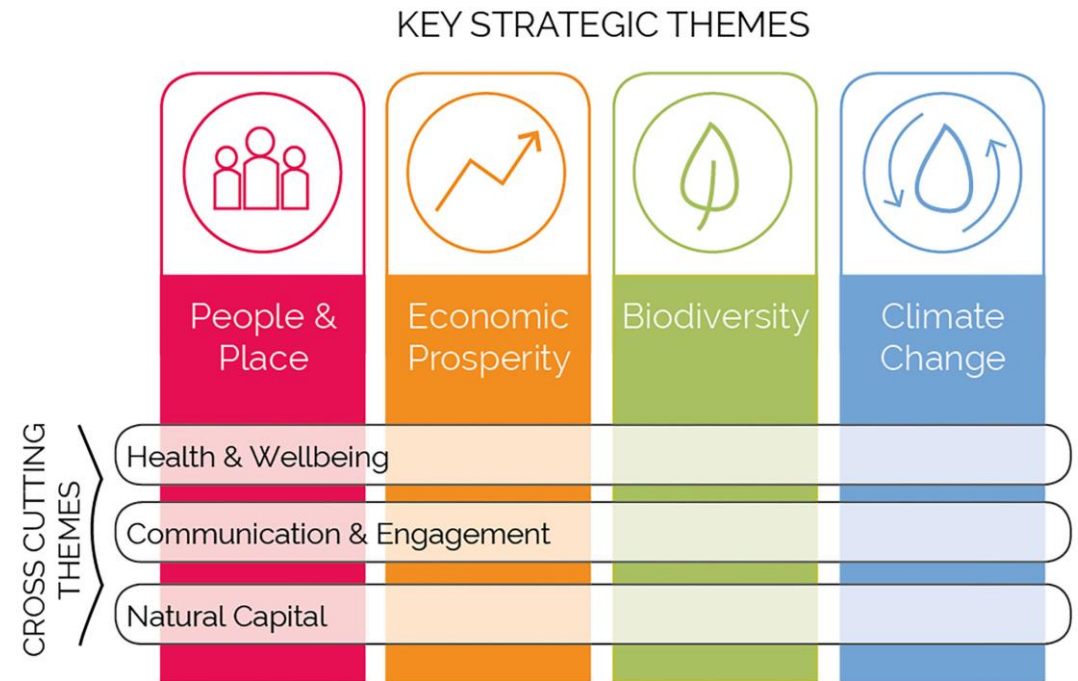 KEY STRATEGIC THEMES
People &
Place
Economic
Prosperity
Biodiversity
Climate
Change
CROSS CUTTING
THEMES
Health & Wellbeing
Communication & Engagement
Natural Capital